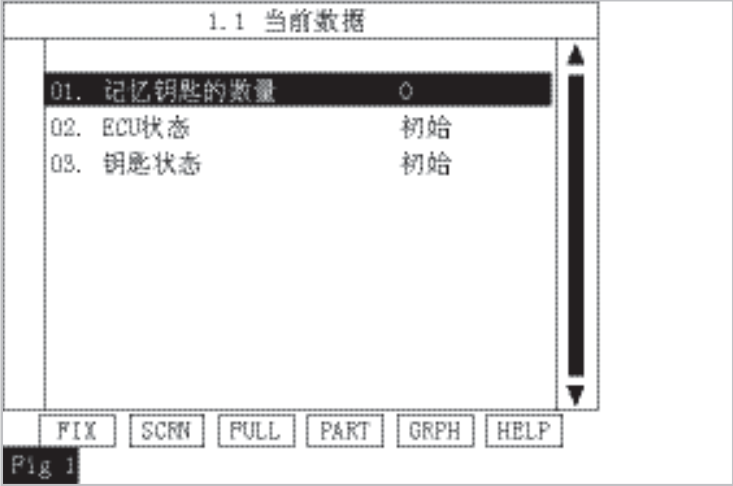 1.1 当前数据
01. 记忆钥匙的数量 0
02. ECU状态 初始
03. 钥匙状态 初始
FIX SCRN FULL PART GRPH HELP
Fig 1